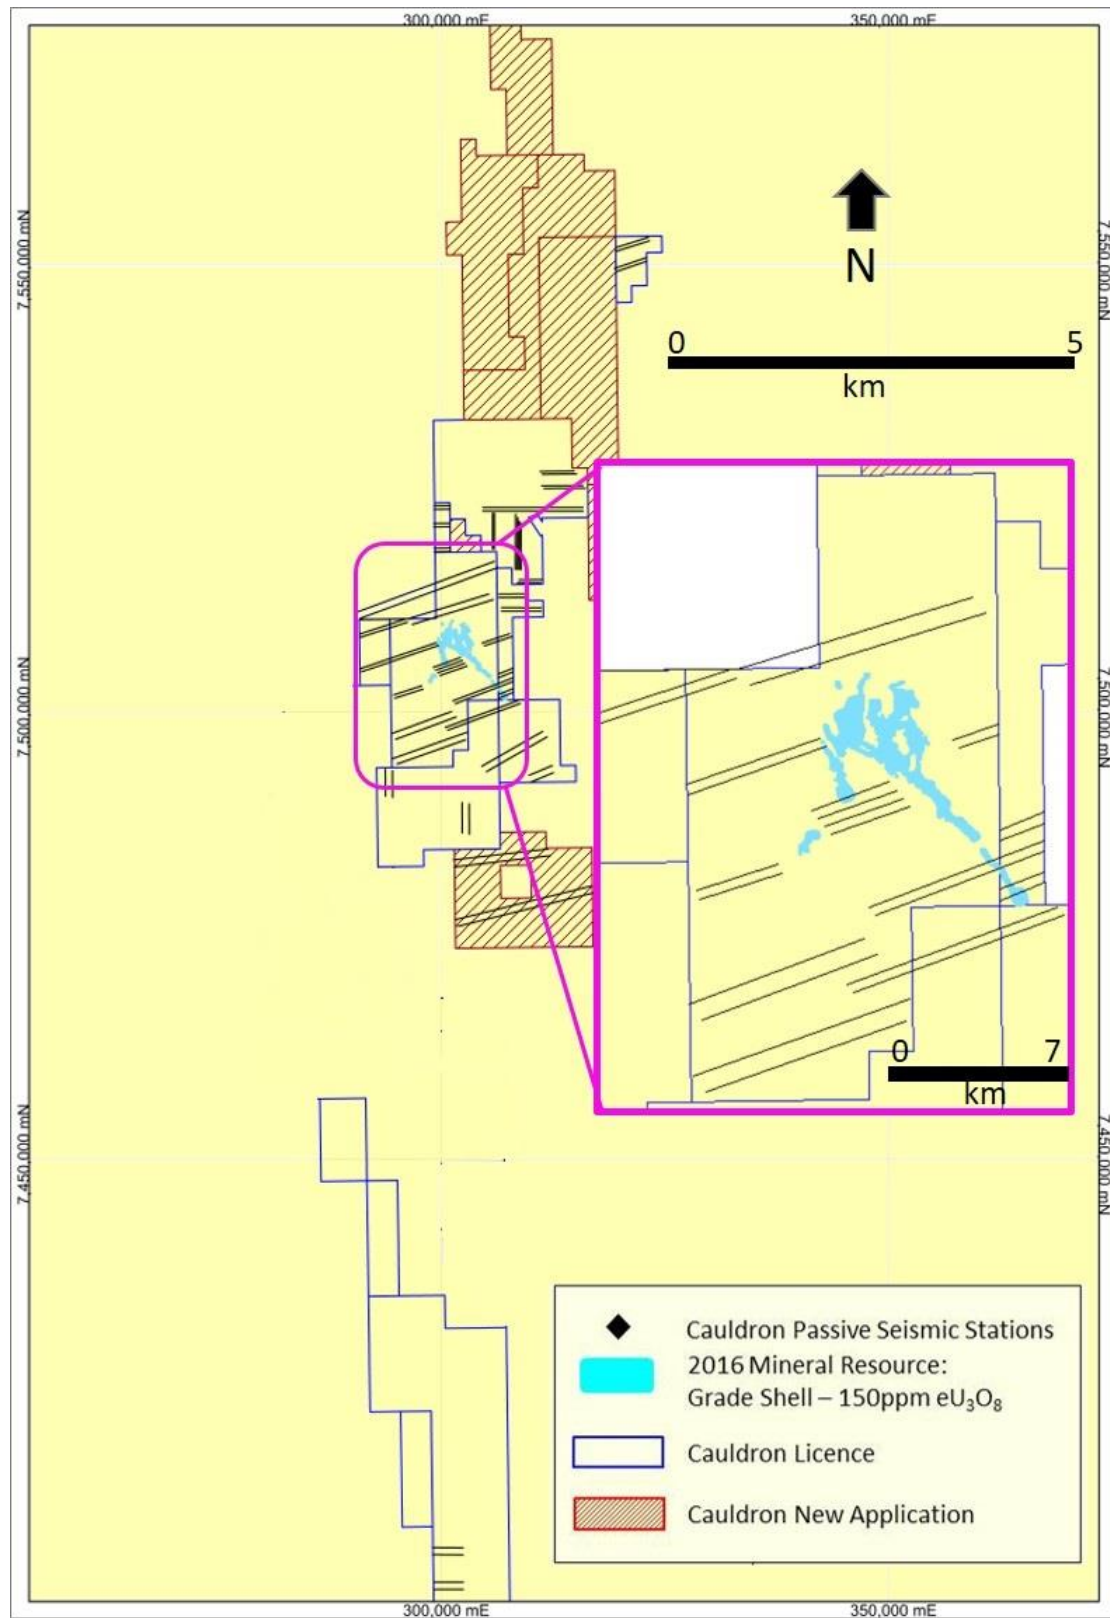 300,000 mE
350,000 mE
7,550,000 mN
7,550,000 mN
N
0
5
km
7,500,000 mN
7,500,000 mN
0
7
km
7,450,000 mN
7,450,000 mN
Cauldron Passive Seismic Stations
2016 Mineral Resource:
Grade Shell – 150ppm eU₃O₈
Cauldron Licence
Cauldron New Application
300,000 mE
350,000 mE